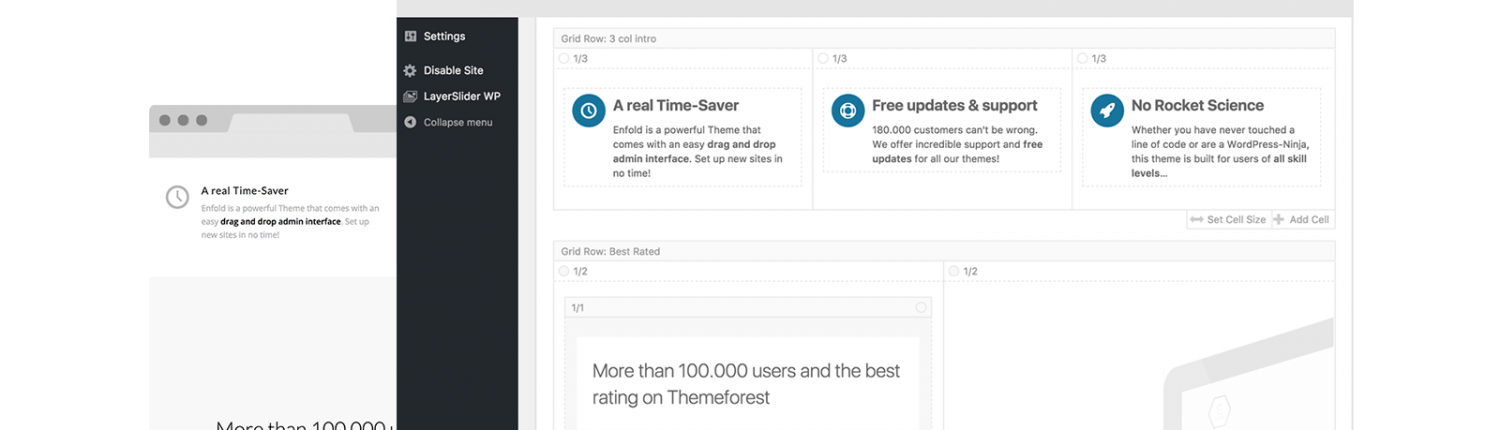 Settings
Disable Site
LayerSlider WP
Collapse menu
A real Time-Saver
Enfold is a powerful Theme that comes with an
easy drag and drop admin interface. Set up
new sites in no time!
More than 100.000
Grid Row: 3 col intro
1/3
A real Time-Saver
Enfold is a powerful Theme that
comes with an easy drag and drop
admin interface. Set up new sites in
no time!
1/3
Free updates & support
180.000 customers can't be wrong.
We offer incredible support and free
updates for all our themes!
1/3
No Rocket Science
Whether you have never touched a
line of code or are a WordPress-Ninja,
this theme is built for users of all skill
levels...
Set Cell Size
Add Cell
Grid Row: Best Rated
1/2
1/1
More than 100.000 users and the best
rating on Themeforest
1/2